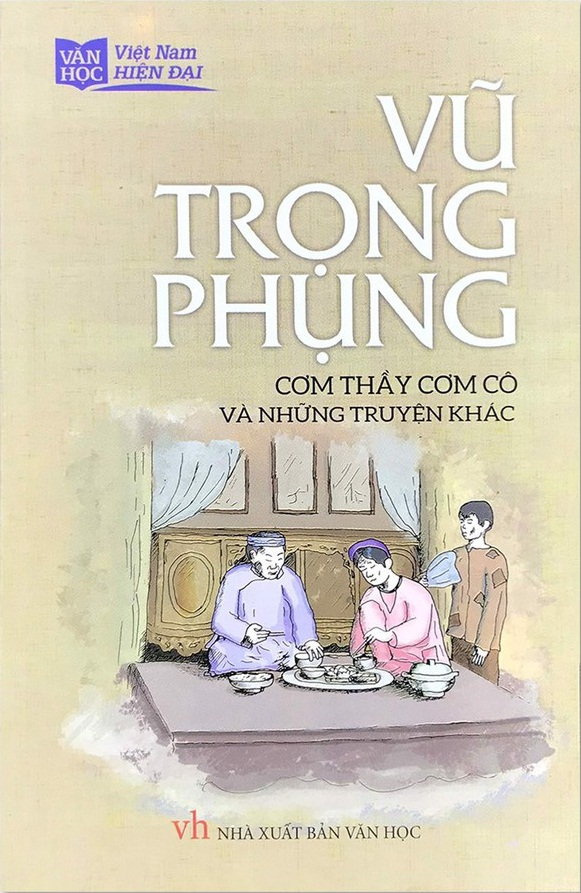 VĂN
HỌC
Việt Nam
HIỆN ĐẠI
VŨ
TRỌNG
PHỤNG
CƠM THẦY CƠM CÔ
VÀ NHỮNG TRUYỆN KHÁC
vh NHÀ XUẤT BẢN VĂN HỌC